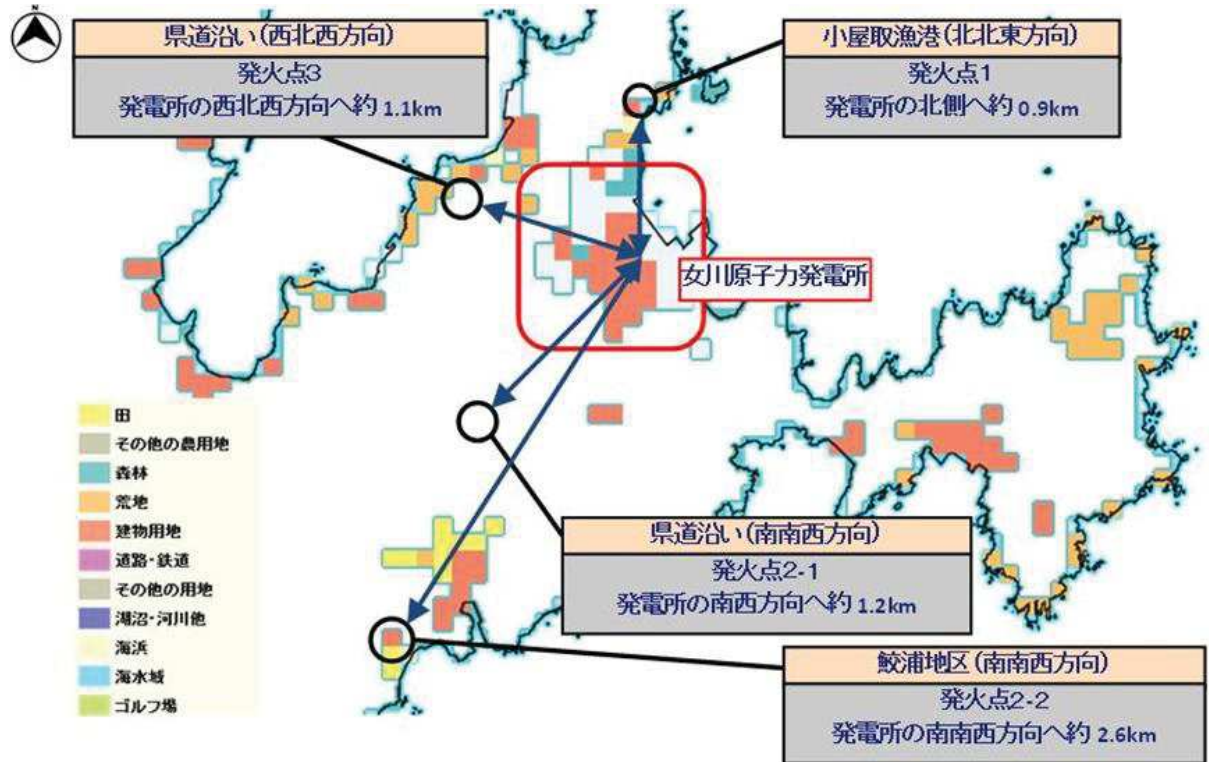 N
県道沿い(西北西方向)
発火点3
発電所の西北西方向へ約 1.1km
小屋取漁港(北北東方向)
発火点1
発電所の北側へ約 0.9km
女川原子力発電所
田
その他の農用地
森林
荒地
建物用地
道路・鉄道
その他の用地
湖沼・河川他
海浜
海水域
ゴルフ場
県道沿い(南南西方向)
発火点2-1
発電所の南西方向へ約 1.2km
鮫浦地区(南南西方向)
発火点2-2
発電所の南南西方向へ約 2.6km